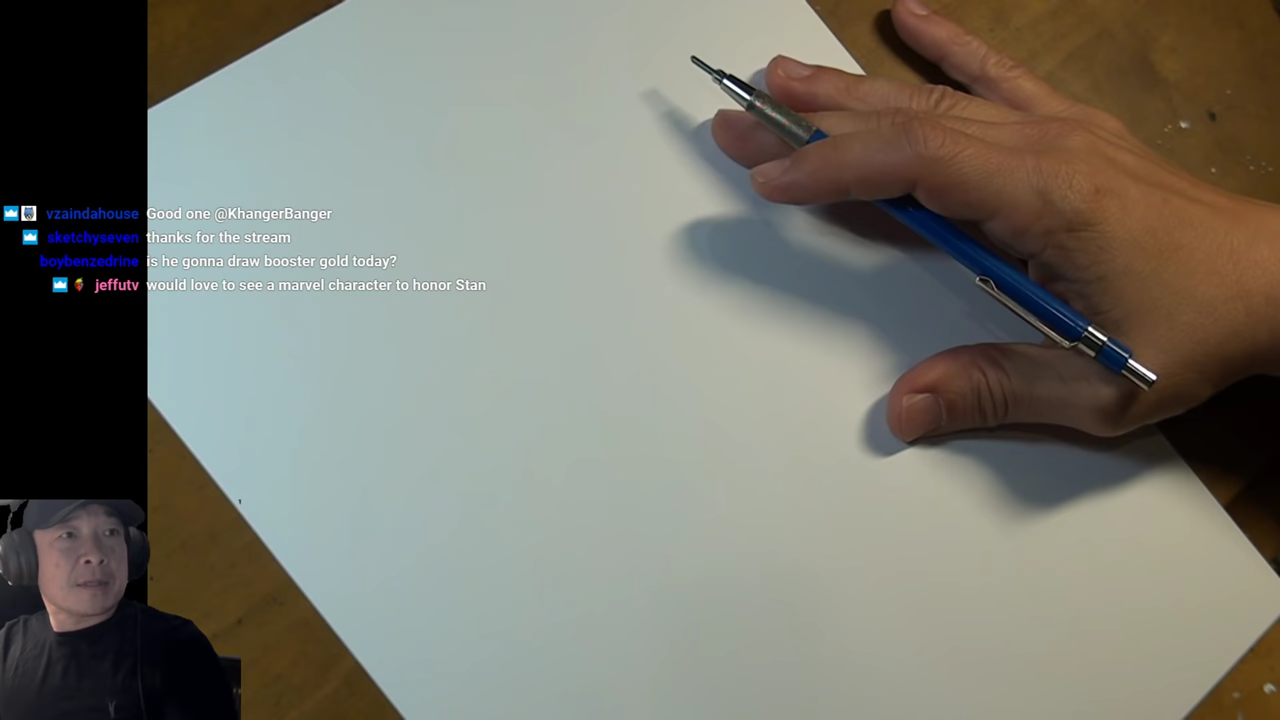 vzaindahouse Good one @KhangerBanger
sketchyseven thanks for the stream
boybenzedrine is he gonna draw booster gold today?
jeffutv would love to see a marvel character to honor Stan